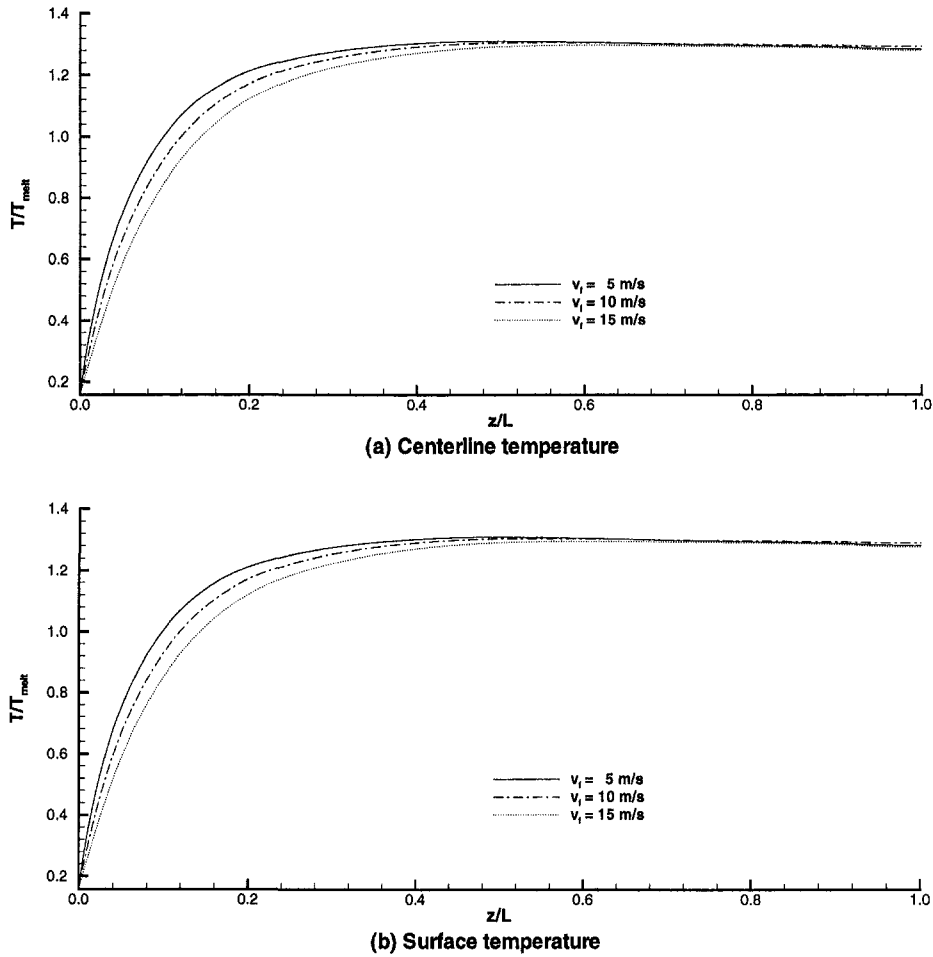 1.4
1.2
1.0
0.8
0.6
0.4
0.2
T/Tmelt
v_f = 5 m/s
v_f = 10 m/s
v_f = 15 m/s
0.0 0.2 0.4 0.6 0.8 1.0
z/L
(a) Centerline temperature
1.4
1.2
1.0
0.8
0.6
0.4
0.2
T/Tmelt
v_f = 5 m/s
v_f = 10 m/s
v_f = 15 m/s
0.0 0.2 0.4 0.6 0.8 1.0
z/L
(b) Surface temperature